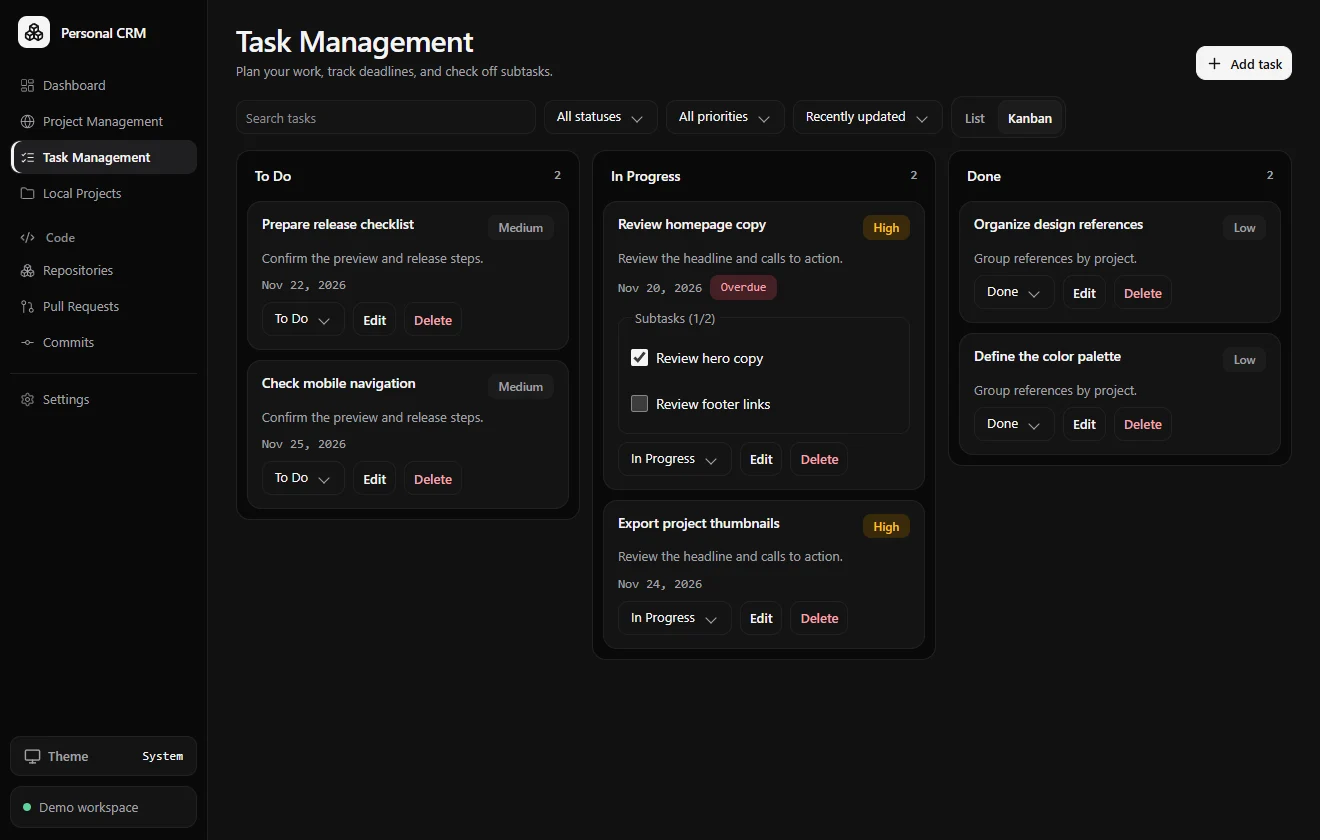 Personal CRM
Dashboard
Project Management
Task Management
Local Projects
Code
Repositories
Pull Requests
Commits
Settings
Theme System
Demo workspace
Task Management
Plan your work, track deadlines, and check off subtasks.
Add task
Search tasks All statuses All priorities Recently updated List Kanban
To Do 2
Prepare release checklist Medium
Confirm the preview and release steps.
Nov 22, 2026
To Do Edit Delete
Check mobile navigation Medium
Confirm the preview and release steps.
Nov 25, 2026
To Do Edit Delete
In Progress 2
Review homepage copy High
Review the headline and calls to action.
Nov 20, 2026 Overdue
Subtasks (1/2)
Review hero copy
Review footer links
In Progress Edit Delete
Export project thumbnails High
Review the headline and calls to action.
Nov 24, 2026
In Progress Edit Delete
Done 2
Organize design references Low
Group references by project.
Done Edit Delete
Define the color palette Low
Group references by project.
Done Edit Delete